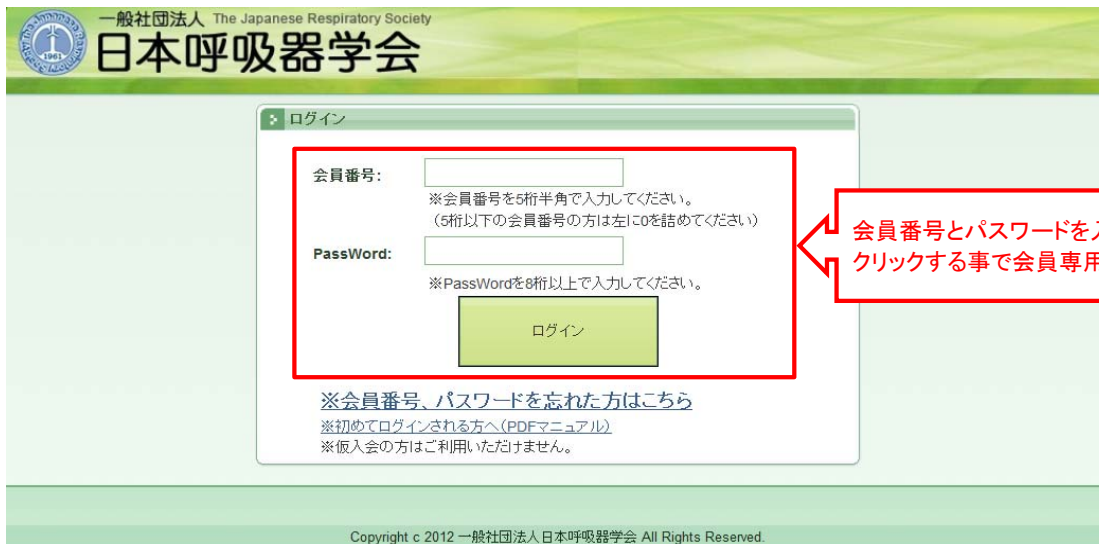 一般社団法人 The Japanese Respiratory Society
日本呼吸器学会
1961
ログイン
会員番号:
※会員番号を5桁半角で入力してください。
(5桁以下の会員番号の方は左に0を詰めてください)
PassWord:
※PassWordを8桁以上で入力してください。
ログイン
会員番号とパスワードを
クリックする事で会員専用
※会員番号、パスワードを忘れた方はこちら
※初めてログインされる方へ(PDFマニュアル)
※仮入会の方はご利用いただけません。
Copyright c 2012 一般社団法人日本呼吸器学会 All Rights Reserved.